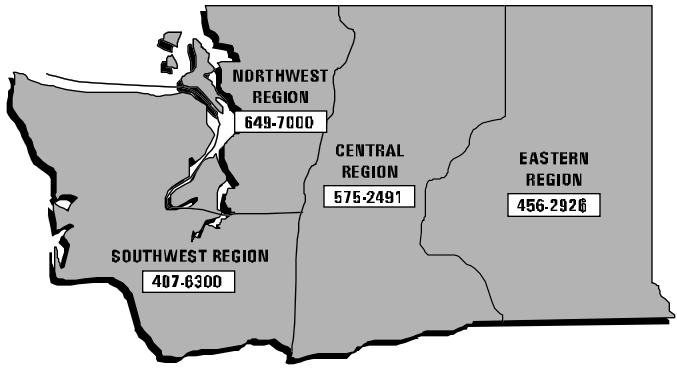 NORTHWEST
REGION
649-7000
CENTRAL
REGION
575-2491
EASTERN
REGION
456-2926
SOUTHWEST REGION
407-6300